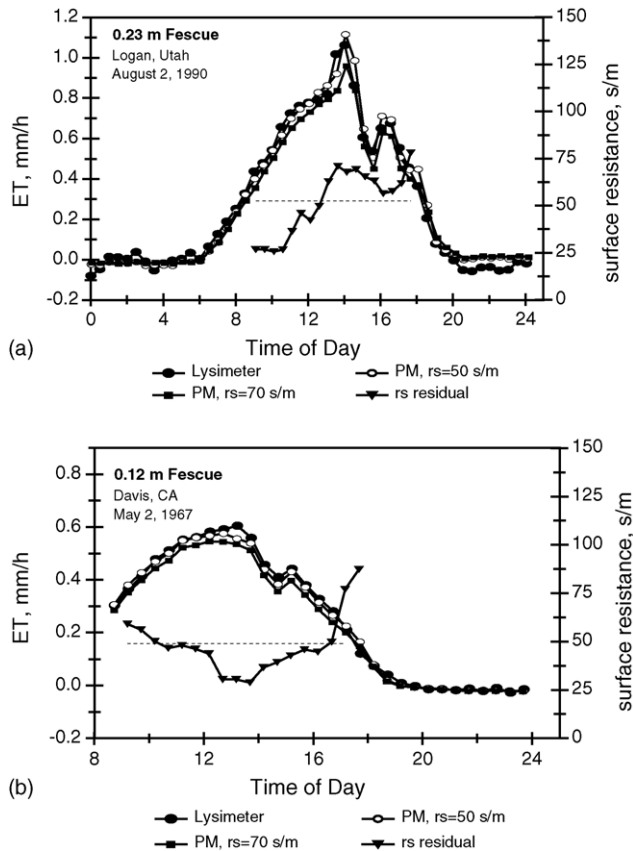 0.23 m Fescue
Logan, Utah
August 2, 1990
ET, mm/h
1.2
1.0
0.8
0.6
0.4
0.2
0.0
-0.2
150
125
100
75
50
25
0
surface resistance, s/m
0 4 8 12 16 20 24
(a)
Time of Day
Lysimeter PM, rs=50 s/m
PM, rs=70 s/m rs residual
0.12 m Fescue
Davis, CA
May 2, 1967
ET, mm/h
0.8
0.6
0.4
0.2
0.0
-0.2
150
125
100
75
50
25
0
surface resistance, s/m
8 12 16 20 24
(b)
Time of Day
Lysimeter PM, rs=50 s/m
PM, rs=70 s/m rs residual